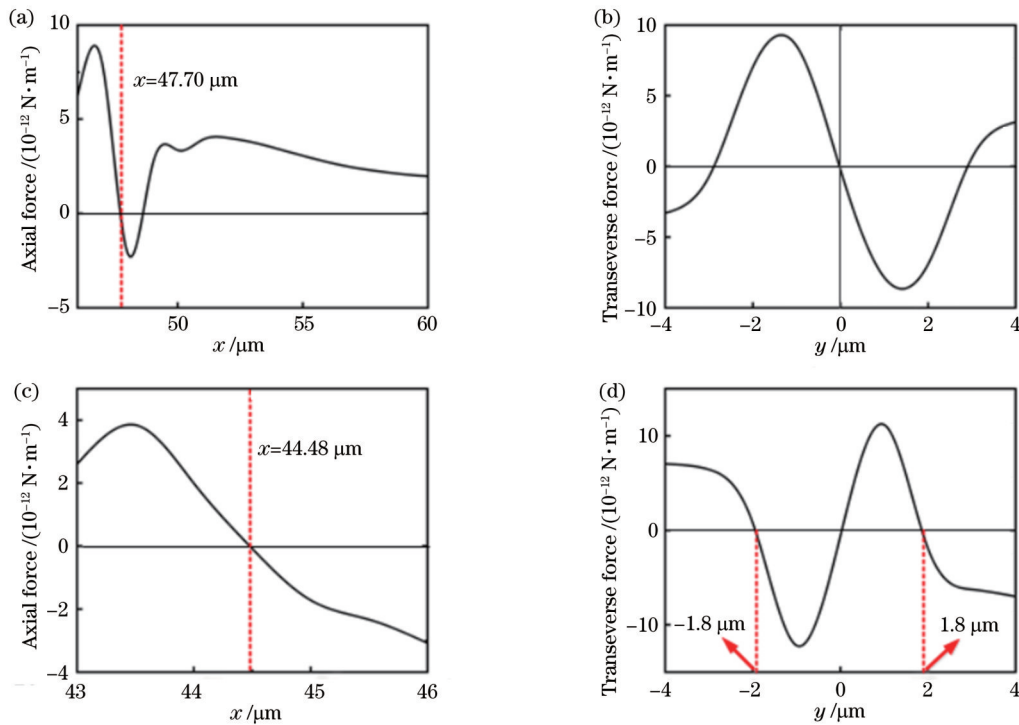 (a)
10
5
0
−5
Axial force /(10⁻¹² N·m⁻¹)
x=47.70 μm
50
55
60
x /μm
(b)
10
5
0
−5
−10
Transeverse force /(10⁻¹² N·m⁻¹)
−4
−2
0
2
4
y /μm
(c)
4
2
0
−2
−4
Axial force /(10⁻¹² N·m⁻¹)
x=44.48 μm
43
44
45
46
x /μm
(d)
10
0
−10
Transeverse force /(10⁻¹² N·m⁻¹)
−1.8 μm
1.8 μm
−4
−2
0
2
4
y /μm